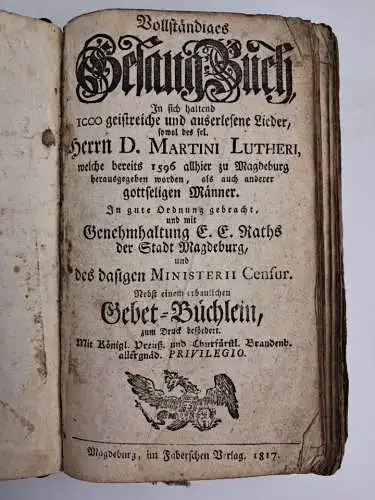 Vollständiges
Gesang-Buch,
In sich haltend
1000 geistreiche und auserlesene Lieder,
sowol des sel.
Herrn D. MARTINI LUTHERI,
welche bereits 1596 allhier zu Magdeburg
herausgegeben worden, als auch anderer
gottseligen Männer.
In gute Ordnung gebracht,
und mit
Genehmhaltung E. E. Raths
der Stadt Magdeburg,
und
des dasigen MINISTERII Censur.
Nebst einem erbaulichen
Gebet-Büchlein,
zum Druck befördert.
Mit Königl. Preuß. und Churfürstl. Brandenb.
allergnäd. PRIVILEGIO.
Magdeburg, im Faberschen Verlag. 1817.